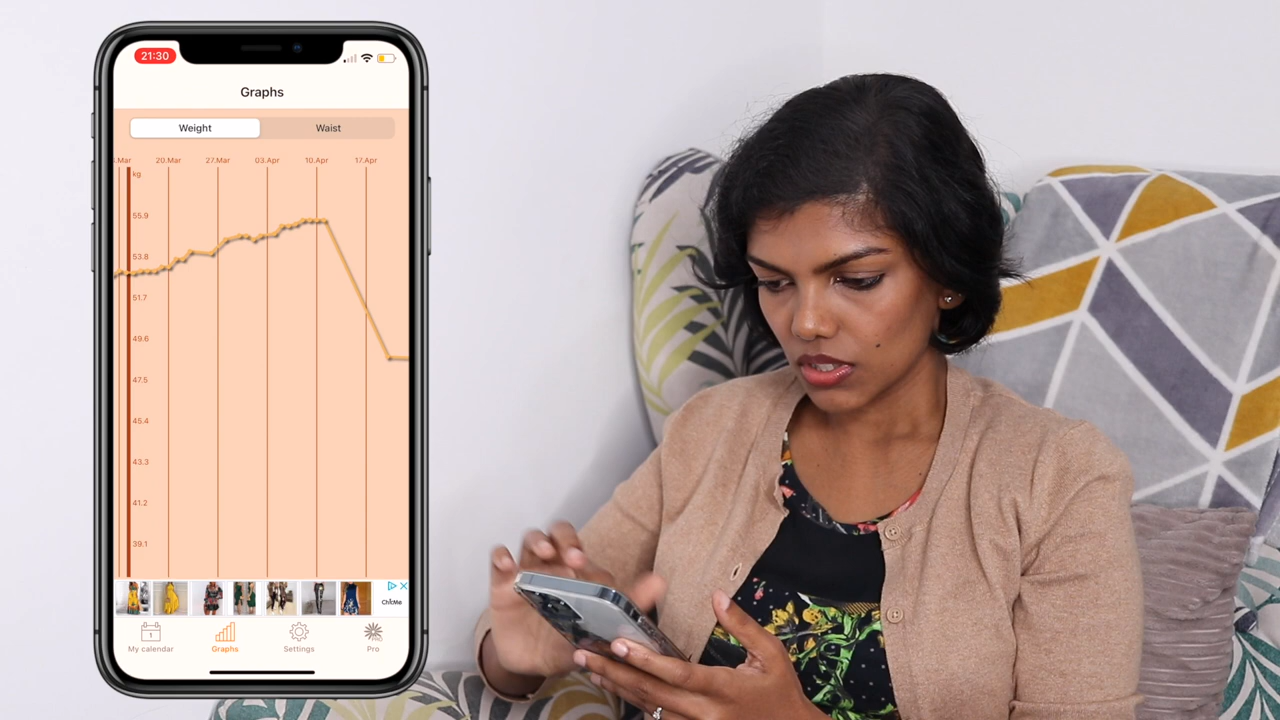 21:30
Graphs
Weight Waist
.Mar 20.Mar 27.Mar 03.Apr 10.Apr 17.Apr
kg
55.9
53.8
51.7
49.6
47.5
45.4
43.3
41.2
39.1
ChicMe
1
My calendar Graphs Settings Pro